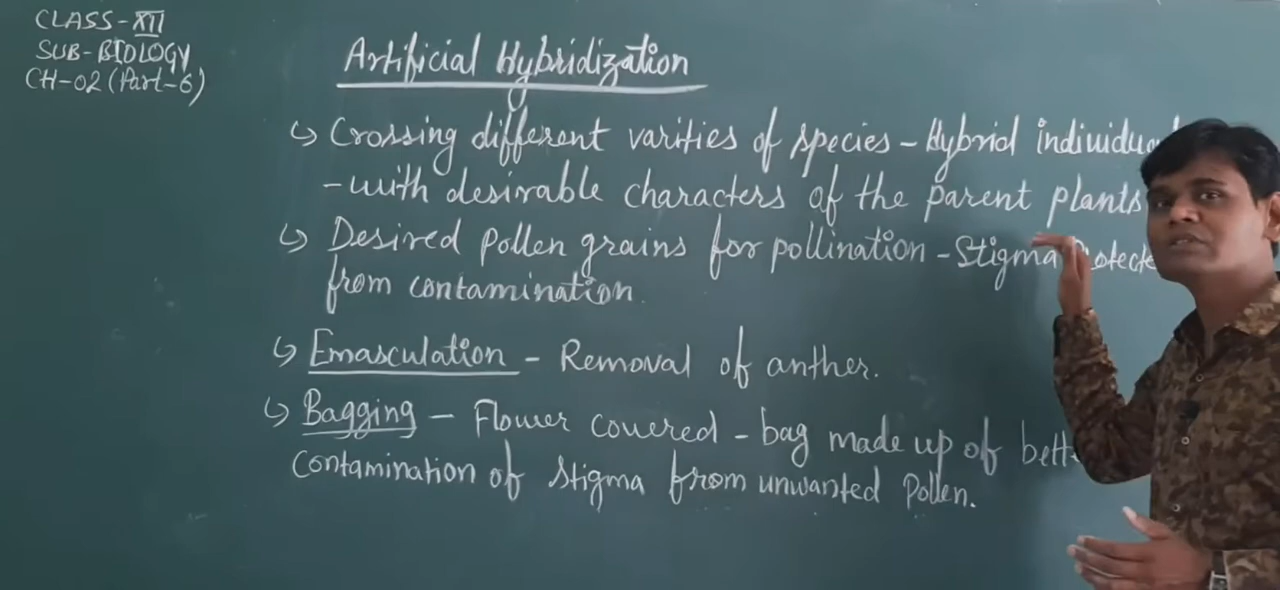 CLASS-XII
SUB-BIOLOGY
CH-02 (Part-6)
Artificial Hybridization
↳ Crossing different varities of species - Hybrid
- with desirable characters of the parent plants
↳ Desired pollen grains for pollination - Stigma
from contamination.
↳ Emasculation - Removal of anther.
↳ Bagging - Flower covered - bag made up of
contamination of stigma from unwanted pollen.